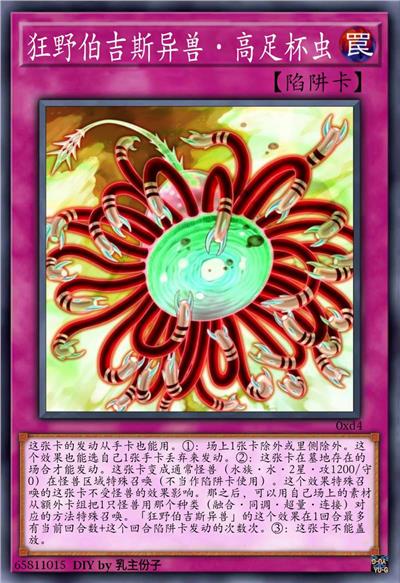 狂野伯吉斯异兽·高足杯虫 罠
【陷阱卡】
0xd4
这张卡的发动从手卡也能用。①：场上1张卡除外或里侧除外。这
个效果也能选自己1张手卡丢弃来发动。②：这张卡在墓地存在的
场合才能发动。这张卡变成通常怪兽（水族·水·2星·攻1200/守
0）在怪兽区域特殊召唤（不当作陷阱卡使用）。这个效果特殊召
唤的这张卡不受怪兽的效果影响。那之后，可以用自己场上的素材
从额外卡组把1只怪兽用那个种类（融合·同调·超量·连接）对
应的方法特殊召唤。「狂野伯吉斯异兽」的这个效果在1回合最多
有当前回合数+这个回合陷阱卡发动的次数次。③：这张卡不能盖
放。
65811015 DIY by 乳主份子